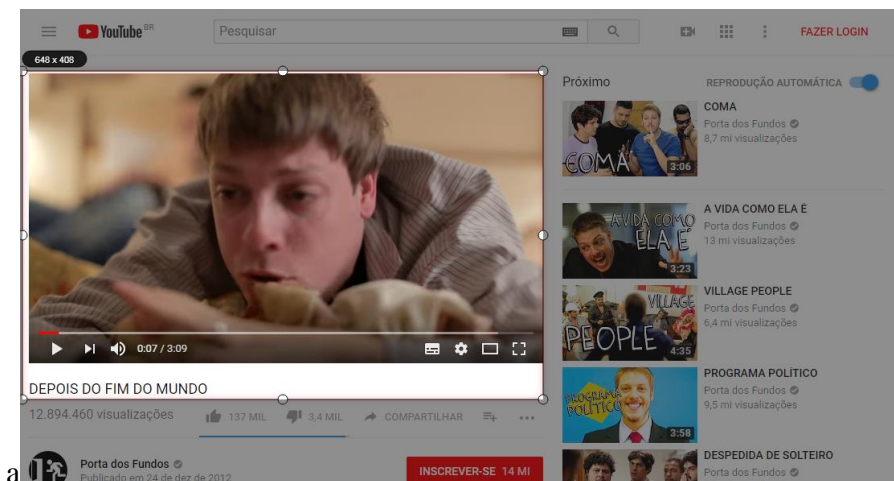 YouTube BR
Pesquisar
FAZER LOGIN
648 x 408
0:07 / 3:09
DEPOIS DO FIM DO MUNDO
12.894.460 visualizações
137 MIL
3,4 MIL
COMPARTILHAR
a
Porta dos Fundos
Publicado em 24 de dez de 2012
INSCREVER-SE 14 MI
Próximo
REPRODUÇÃO AUTOMÁTICA
COMA
3:06
COMA
Porta dos Fundos
8,7 mi visualizações
A VIDA COMO
ELA É
3:23
A VIDA COMO ELA É
Porta dos Fundos
13 mi visualizações
VILLAGE
PEOPLE
4:35
VILLAGE PEOPLE
Porta dos Fundos
6,4 mi visualizações
PROGRAMA
POLÍTICO
3:58
PROGRAMA POLÍTICO
Porta dos Fundos
9,5 mi visualizações
DESPEDIDA DE SOLTEIRO
Porta dos Fundos